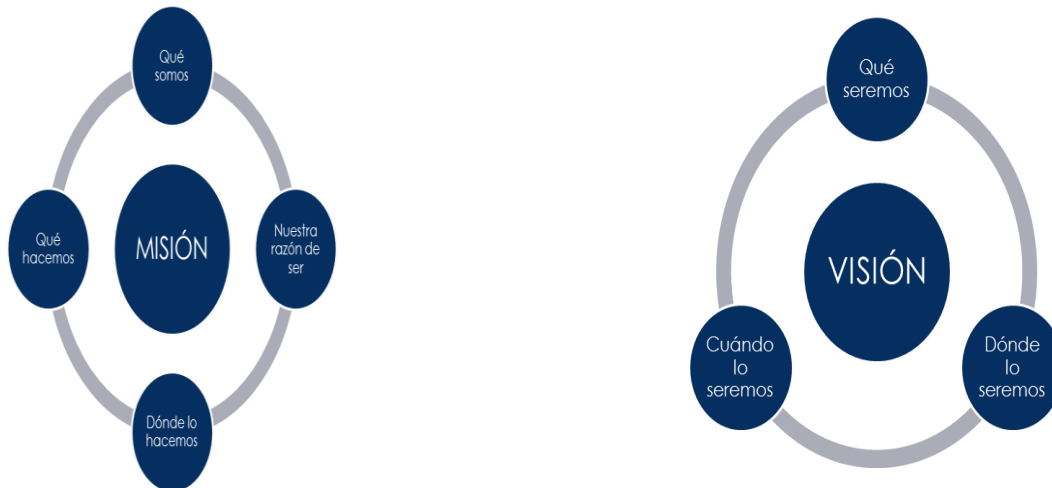 Qué
somos
Qué
hacemos
MISIÓN
Nuestra
razón de
ser
Dónde lo
hacemos
Qué
seremos
VISIÓN
Cuándo
lo
seremos
Dónde
lo
seremos